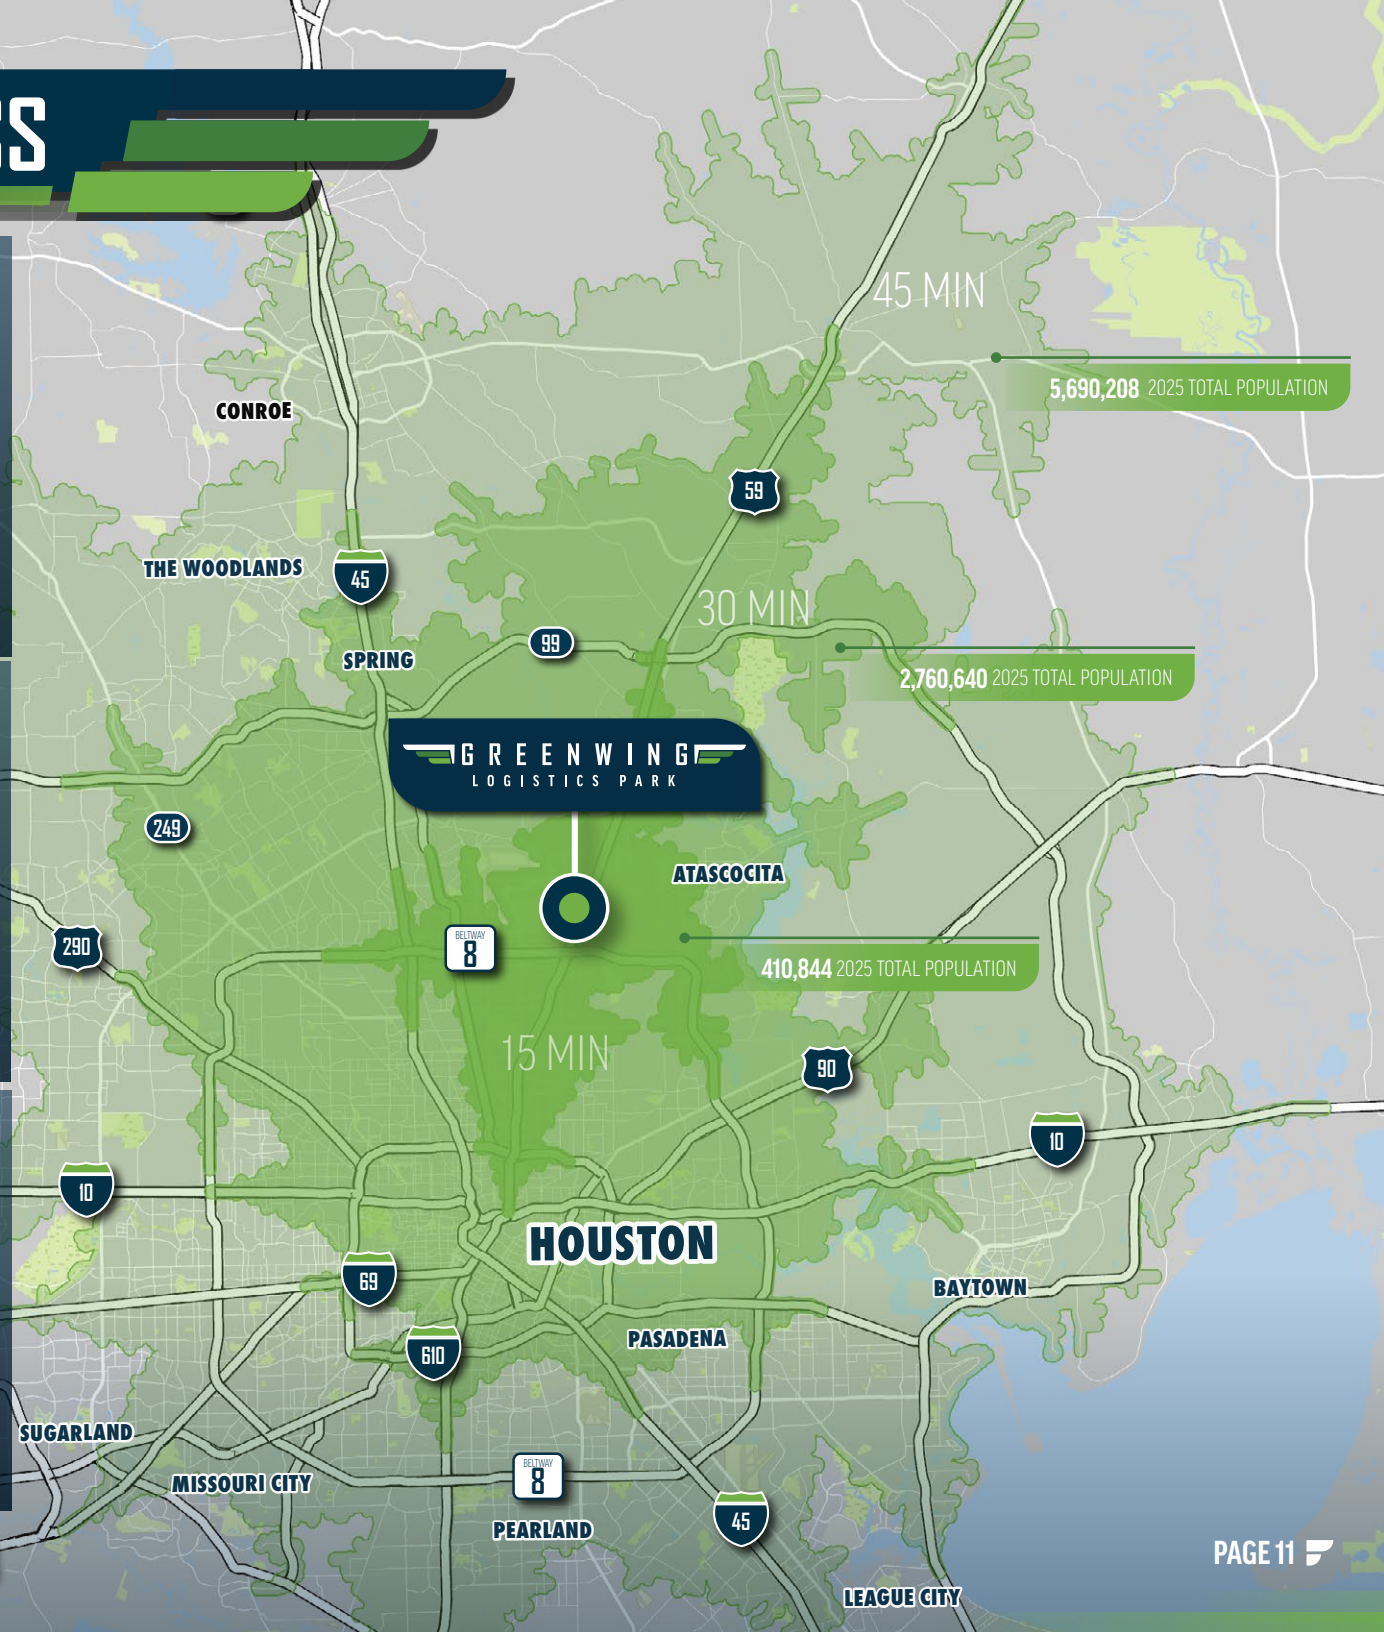 45 MIN
5,690,208 2025 TOTAL POPULATION
CONROE
59
THE WOODLANDS
45
30 MIN
99
SPRING
2,760,640 2025 TOTAL POPULATION
GREENWING
LOGISTICS PARK
249
ATASCOCITA
290
BELTWAY
8
410,844 2025 TOTAL POPULATION
15 MIN
90
10
10
HOUSTON
69
BAYTOWN
PASADENA
610
SUGARLAND
MISSOURI CITY
BELTWAY
8
PEARLAND
45
PAGE 11
LEAGUE CITY